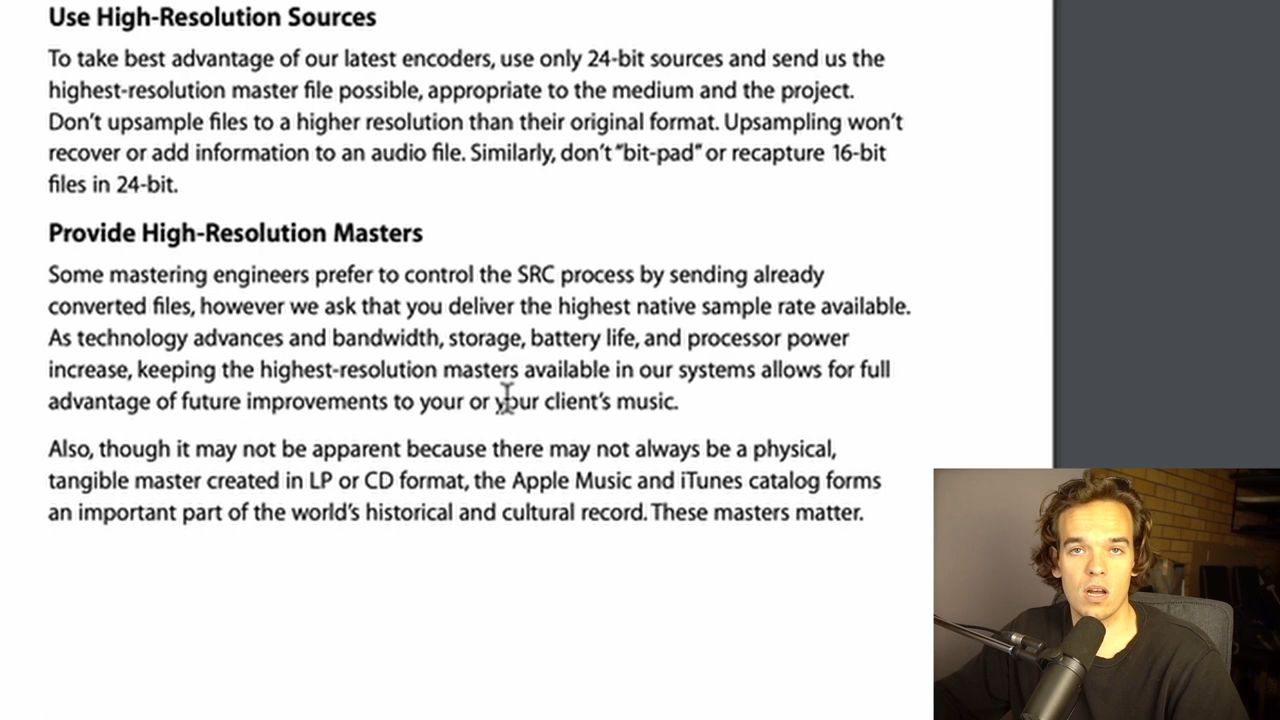 Use High-Resolution Sources
To take best advantage of our latest encoders, use only 24-bit sources and send us the
highest-resolution master file possible, appropriate to the medium and the project.
Don't upsample files to a higher resolution than their original format. Upsampling won't
recover or add information to an audio file. Similarly, don't "bit-pad" or recapture 16-bit
files in 24-bit.
Provide High-Resolution Masters
Some mastering engineers prefer to control the SRC process by sending already
converted files, however we ask that you deliver the highest native sample rate available.
As technology advances and bandwidth, storage, battery life, and processor power
increase, keeping the highest-resolution masters available in our systems allows for full
advantage of future improvements to your or your client's music.
Also, though it may not be apparent because there may not always be a physical,
tangible master created in LP or CD format, the Apple Music and iTunes catalog forms
an important part of the world's historical and cultural record. These masters matter.